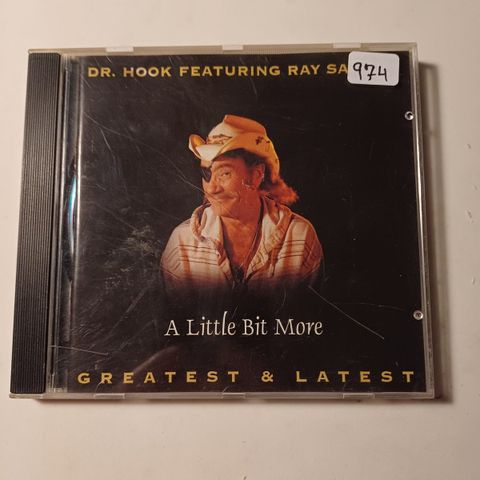 DR. HOOK FEATURING RAY SA
974
A Little Bit More
GREATEST & LATEST